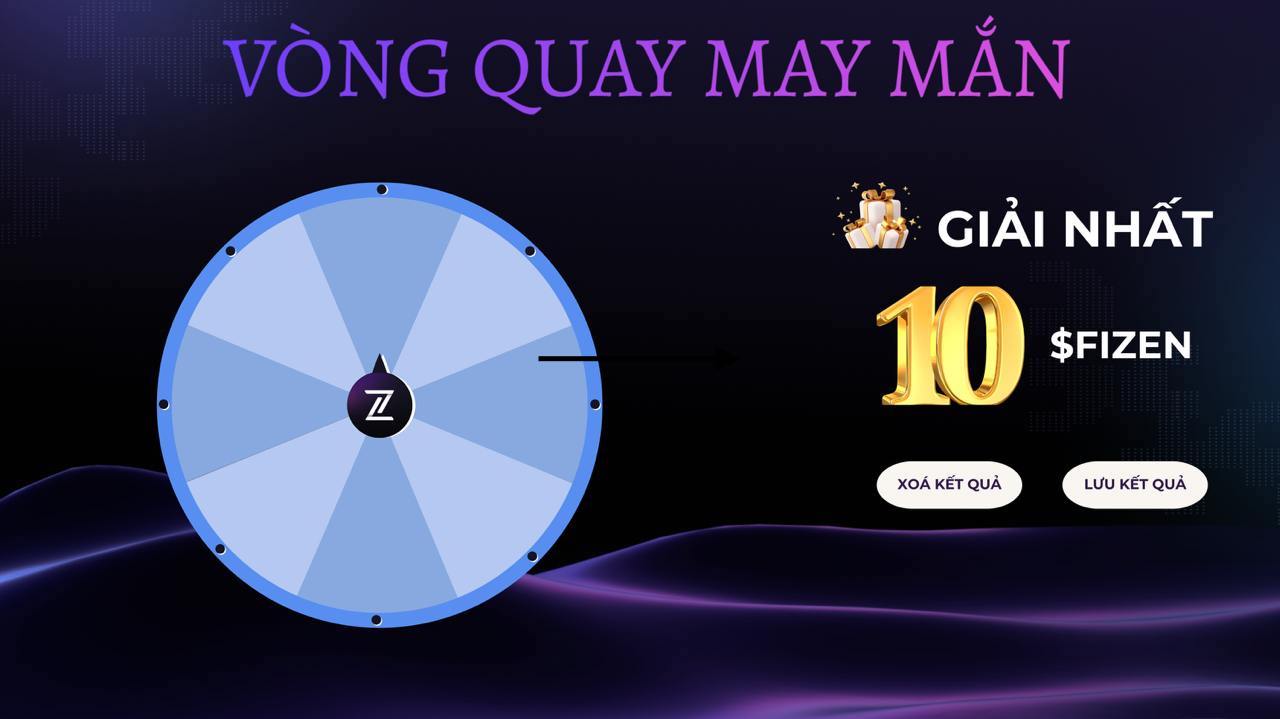 VÒNG QUAY MAY MẮN
GIẢI NHẤT
10 $FIZEN
XOÁ KẾT QUẢ
LƯU KẾT QUẢ